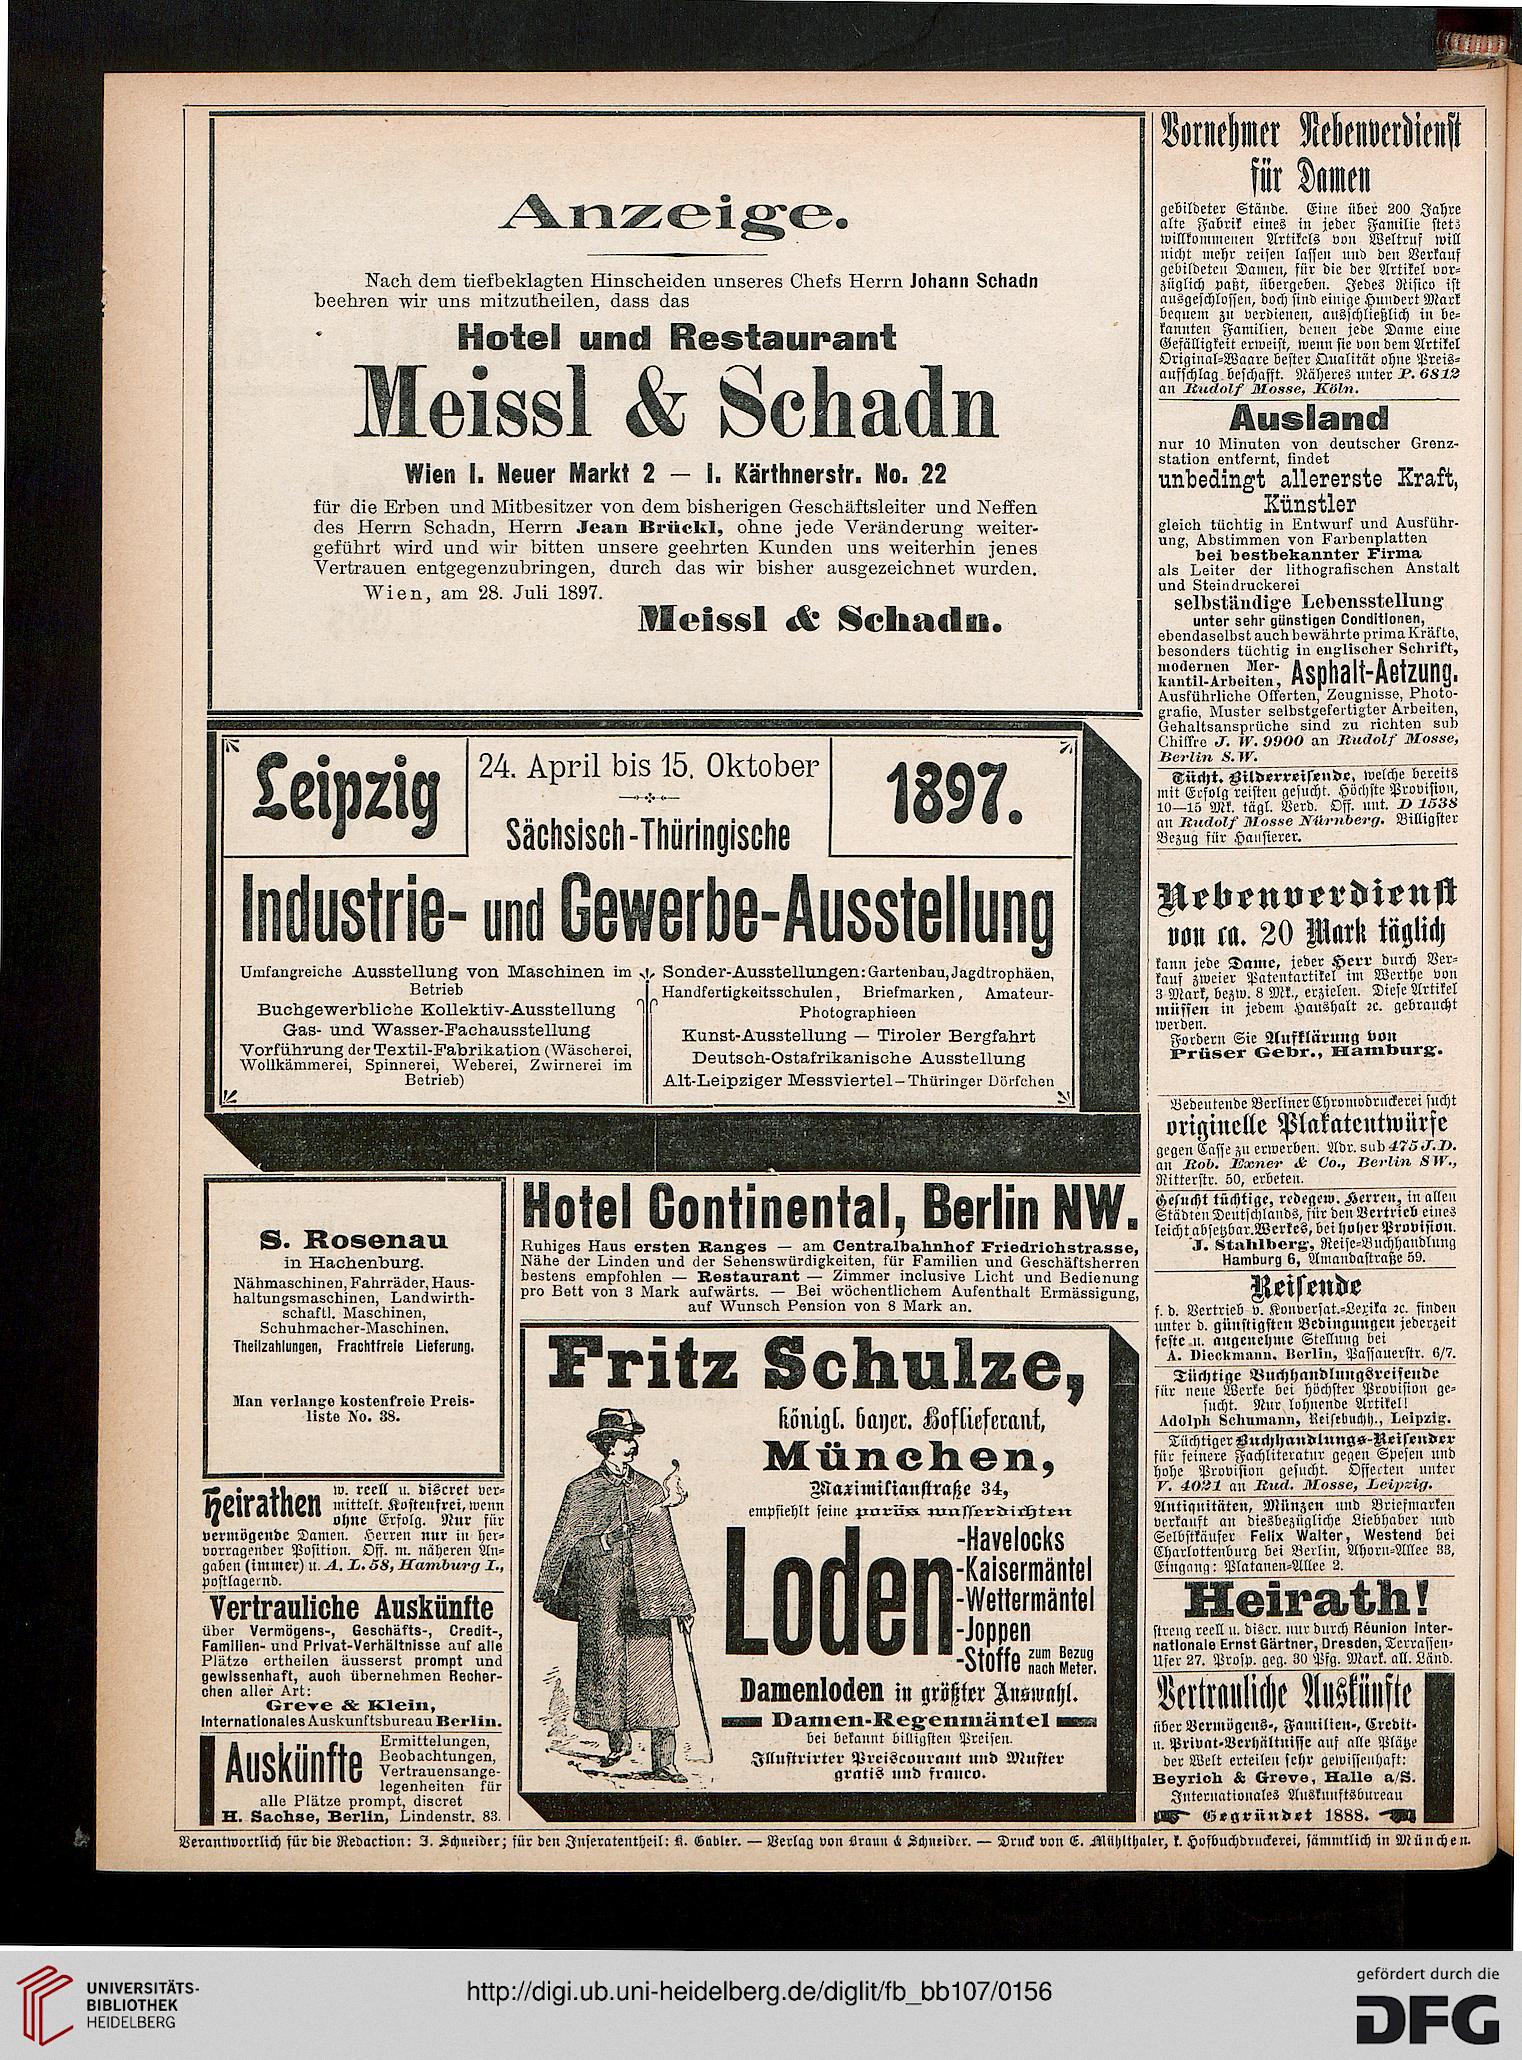 Anzeige.
Nach dem tiefbeklagten Hinscheiden unseres Chefs Herrn Johann Schadn
beehren wir uns mitzutheilen, dass das
Hotel und Restaurant
Meissl & Schadn
Wien I. Neuer Markt 2 — I. Kärthnerstr. No. 22
für die Erben und Mitbesitzer von dem bisherigen Geschäftsleiter und Neffen
des Herrn Schadn, Herrn Jean Brückl, ohne jede Veränderung weiter-
geführt wird und wir bitten unsere geehrten Kunden uns weiterhin jenes
Vertrauen entgegenzubringen, durch das wir bisher ausgezeichnet wurden.
Wien, am 28. Juli 1897.
Meissl & Schadn.
Leipzig
24. April bis 15. Oktober
1897.
Sächsisch-Thüringische
Industrie- und Gewerbe-Ausstellung
Umfangreiche Ausstellung von Maschinen im
Betrieb
Buchgewerbliche Kollektiv-Ausstellung
Gas- und Wasser-Fachausstellung
Vorführung der Textil-Fabrikation (Wäscherei,
Wollkämmerei, Spinnerei, Weberei, Zwirnerei im
Betrieb)
Sonder-Ausstellungen: Gartenbau, Jagdtrophäen,
Handfertigkeitsschulen, Briefmarken, Amateur-
Photographieen
Kunst-Ausstellung — Tiroler Bergfahrt
Deutsch-Ostafrikanische Ausstellung
Alt-Leipziger Messviertel – Thüringer Dörfchen
S. Rosenau
in Hachenburg.
Nähmaschinen, Fahrräder, Haus-
haltungsmaschinen, Landwirth-
schaftl. Maschinen,
Schuhmacher-Maschinen.
Theilzahlungen, Frachtfreie Lieferung.
Man verlange kostenfreie Preis-
liste No. 38.
Heirathen w. reell u. discret ver-
mittelt. Kostenfrei, wenn
ohne Erfolg. Nur für
vermögende Damen. Herren nur in her-
vorragender Position. Off. m. näheren An-
gaben (immer) u. A. L. 58, Hamburg I.,
postlagernd.
Vertrauliche Auskünfte
über Vermögens-, Geschäfts-, Credit-,
Familien- und Privat-Verhältnisse auf alle
Plätze ertheilen äusserst prompt und
gewissenhaft, auch übernehmen Recher-
chen aller Art:
Greve & Klein,
Internationales Auskunftsbureau Berlin.
Auskünfte
Ermittelungen,
Beobachtungen,
Vertrauensange-
legenheiten für
alle Plätze prompt, discret
H. Sachse, Berlin, Lindenstr. 83.
Hotel Continental, Berlin NW.
Ruhiges Haus ersten Ranges — am Centralbahnhof Friedrichstrasse,
Nähe der Linden und der Sehenswürdigkeiten, für Familien und Geschäftsherren
bestens empfohlen — Restaurant — Zimmer inclusive Licht und Bedienung
pro Bett von 3 Mark aufwärts. — Bei wöchentlichem Aufenthalt Ermässigung,
auf Wunsch Pension von 8 Mark an.
Fritz Schulze,
königl. bayer. Hoflieferant,
München,
Maximilianstraße 34,
empfiehlt seine porös wasserdichten
Loden
-Havelocks
-Kaisermäntel
-Wettermäntel
-Joppen
-Stoffe zum Bezug
nach Meter.
Damenloden in größter Auswahl.
Damen-Regenmäntel
bei bekannt billigsten Preisen.
Illustrirter Preiscourant und Muster
gratis und franco.
Vornehmer Nebenverdienst
für Damen
gebildeter Stände. Eine über 200 Jahre
alte Fabrik eines in jeder Familie stets
willkommenen Artikels von Weltruf will
nicht mehr reisen lassen und den Verkauf
gebildeten Damen, für die der Artikel vor-
züglich paßt, übergeben. Jedes Risico ist
ausgeschlossen, doch sind einige Hundert Mark
bequem zu verdienen, ausschließlich in be-
kannten Familien, denen jede Dame eine
Gefälligkeit erweist, wenn sie von dem Artikel
Original-Waare bester Qualität ohne Preis-
aufschlag beschafft. Näheres unter P. 6812
an Rudolf Mosse, Köln.
Ausland
nur 10 Minuten von deutscher Grenz-
station entfernt, findet
unbedingt allererste Kraft,
Künstler
gleich tüchtig in Entwurf und Ausführ-
ung, Abstimmen von Farbenplatten
bei bestbekannter Firma
als Leiter der lithografischen Anstalt
und Steindruckerei
selbständige Lebensstellung
unter sehr günstigen Conditionen,
ebendaselbst auch bewährte prima Kräfte,
besonders tüchtig in englischer Schrift,
modernen Mer-
kantil-Arbeiten, Asphalt-Aetzung.
Ausführliche Offerten, Zeugnisse, Photo-
grafie, Muster selbstgefertigter Arbeiten,
Gehaltsansprüche sind zu richten sub
Chiffre J. W. 9900 an Rudolf Mosse,
Berlin S.W.
Tücht. Bilderreisende, welche bereits
mit Erfolg reisten gesucht. Höchste Provision,
10—15 Mk. tägl. Verd. Off. unt. D 1538
an Rudolf Mosse Nürnberg. Billigster
Bezug für Hausierer.
Nebenverdienst
von ca. 20 Mark täglich
kann jede Dame, jeder Herr durch Ver-
kauf zweier Patentartikel im Werthe von
3 Mark, bezw. 8 Mk., erzielen. Diese Artikel
müssen in jedem Haushalt ec. gebraucht
werden.
Fordern Sie Aufklärung von
Prüser Gebr., Hamburg.
Bedeutende Berliner Chromodruckerei sucht
originelle Plakatentwürfe
gegen Casse zu erwerben. Adr. sub 475 J.D.
an Rob. Exner & Co., Berlin SW.,
Ritterstr. 50, erbeten.
Gesucht tüchtige, redegew. Herren, in allen
Städten Deutschlands, für den Vertrieb eines
leicht absetzbar. Werkes, bei hoher Provision.
J. Stahlberg, Reise-Buchhandlung
Hamburg 6, Amandastraße 59.
Reisende
f. d. Vertrieb v. Konversat.-Lexika ec. finden
unter d. günstigsten Bedingungen jederzeit
feste u. angenehme Stellung bei
A. Dieckmann, Berlin, Passauerstr. 6/7.
Tüchtige Buchhandlungsreisende
für neue Werke bei höchster Provision ge-
sucht. Nur lohnende Artikel!
Adolph Schumann, Reisebuchh., Leipzig.
Tüchtiger Buchhandlungs-Reisender
für feinere Fachliteratur gegen Spesen und
hohe Provision gesucht. Offerten unter
V. 4021 an Rud. Mosse, Leipzig.
Antiquitäten, Münzen und Briefmarken
verkauft an diesbezügliche Liebhaber und
Selbstkäufer Felix Walter, Westend bei
Charlottenburg bei Berlin, Ahorn-Allee 33,
Eingang: Platanen-Allee 2.
Heirath!
streng reell u. discr. nur durch Réunion Inter-
nationale Ernst Gärtner, Dresden, Terrassen-
Ufer 27. Prosp. geg. 30 Pfg. Mark. all. Länd.
Vertrauliche Auskünfte
über Vermögens-, Familien-, Credit-
u. Privat-Verhältnisse auf alle Plätze
der Welt erteilen sehr gewissenhaft:
Beyrich & Greve, Halle a/S.
Internationales Auskunftsbureau
Gegründet 1888.
Verantwortlich für die Redaction: J. Schneider; für den Inseratentheil: K. Gabler. — Verlag von Braun & Schneider. — Druck von E. Mühlthaler, k. Hofbuchdruckerei, sämmtlich in München.
UNIVERSITÄTS-
BIBLIOTHEK
HEIDELBERG
http://digi.ub.uni-heidelberg.de/diglit/fb_bb107/0156
gefördert durch die
DFG